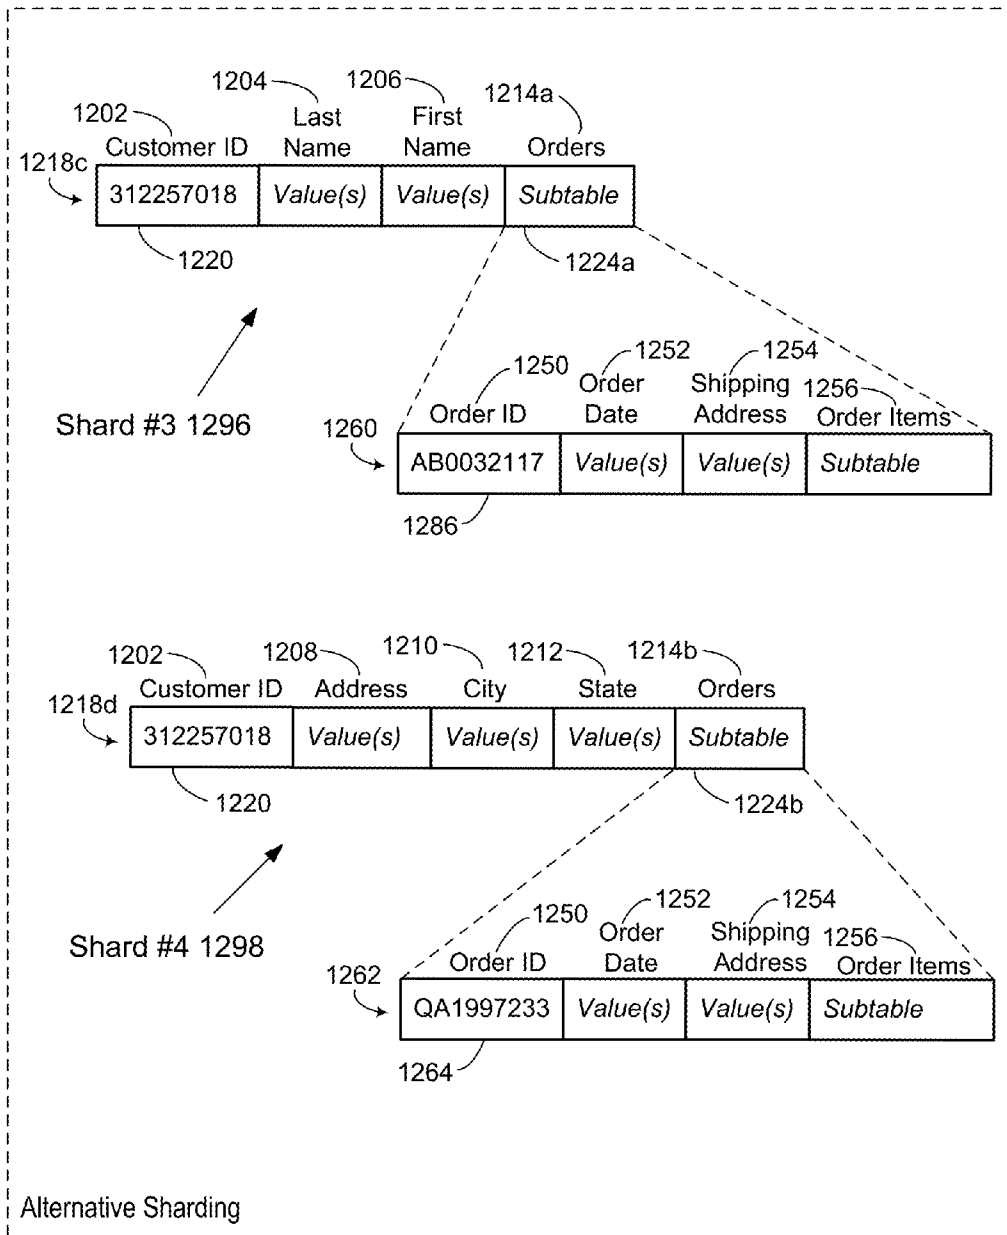 1204 1206 1214a
1202 Last First
Customer ID Name Name Orders
1218c
312257018 Value(s) Value(s) Subtable
1220 1224a
1252 1254
1250 Order Shipping
Shard #3 1296 Order ID Date Address 1256 Order Items
1260
AB0032117 Value(s) Value(s) Subtable
1286
1202 1208 1210 1212 1214b
Customer ID Address City State Orders
1218d
312257018 Value(s) Value(s) Value(s) Subtable
1220 1224b
1252 1254
1250 Order Shipping
Shard #4 1298 Order ID Date Address 1256 Order Items
1262
QA1997233 Value(s) Value(s) Subtable
1264
Alternative Sharding